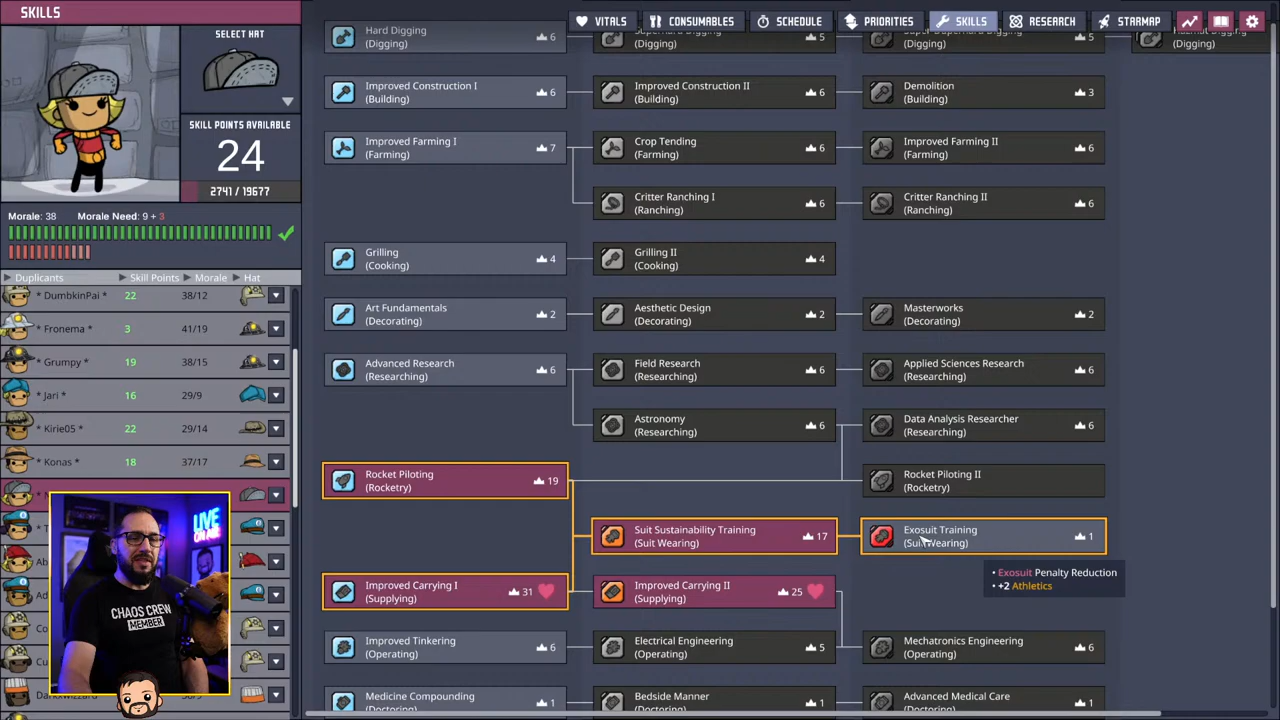 SKILLS
VITALS
CONSUMABLES
SCHEDULE
PRIORITIES
SKILLS
RESEARCH
STARMAP
SELECT HAT
SKILL POINTS AVAILABLE
24
2741 / 19677
Morale: 38
Morale Need: 9 + 3
Duplicants
Skill Points
Morale
Hat
* DumbkinPai *
22
38/12
* Fronema *
3
41/19
* Grumpy *
19
38/15
* Jari *
16
29/9
* Kirie05 *
22
29/14
* Konas *
18
37/17
LIVE
ON AIR
CHAOS CREW
MEMBER
Hard Digging
(Digging)
6
(Digging)
5
(Digging)
5
(Digging)
Improved Construction I
(Building)
6
Improved Construction II
(Building)
6
Demolition
(Building)
3
Improved Farming I
(Farming)
7
Crop Tending
(Farming)
6
Improved Farming II
(Farming)
6
Critter Ranching I
(Ranching)
6
Critter Ranching II
(Ranching)
6
Grilling
(Cooking)
4
Grilling II
(Cooking)
4
Art Fundamentals
(Decorating)
2
Aesthetic Design
(Decorating)
2
Masterworks
(Decorating)
2
Advanced Research
(Researching)
6
Field Research
(Researching)
6
Applied Sciences Research
(Researching)
6
Astronomy
(Researching)
6
Data Analysis Researcher
(Researching)
6
Rocket Piloting
(Rocketry)
19
Rocket Piloting II
(Rocketry)
Suit Sustainability Training
(Suit Wearing)
17
Exosuit Training
(Suit Wearing)
1
• Exosuit Penalty Reduction
• +2 Athletics
Improved Carrying I
(Supplying)
31
Improved Carrying II
(Supplying)
25
Improved Tinkering
(Operating)
6
Electrical Engineering
(Operating)
5
Mechatronics Engineering
(Operating)
6
Medicine Compounding
(Doctoring)
1
Bedside Manner
(Doctoring)
1
Advanced Medical Care
(Doctoring)
1